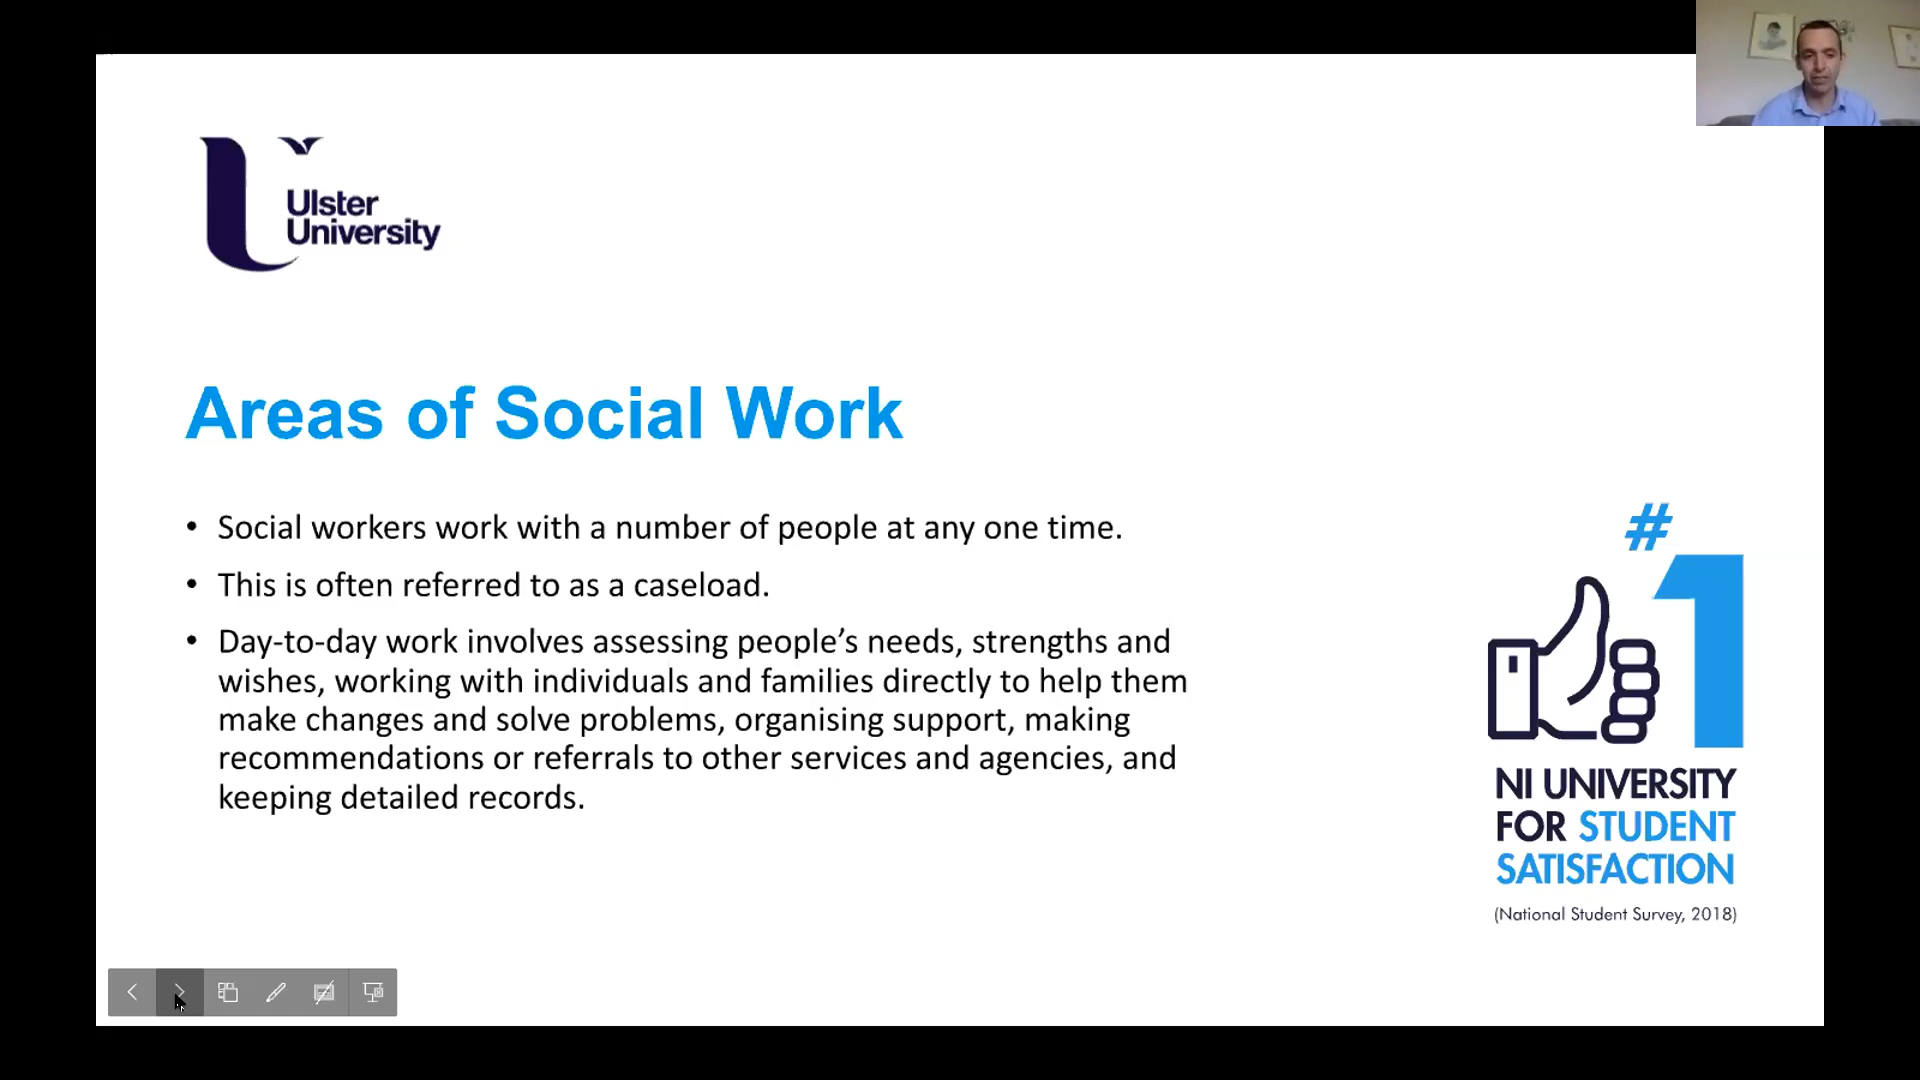 Ulster
University
Areas of Social Work
• Social workers work with a number of people at any one time.
• This is often referred to as a caseload.
• Day-to-day work involves assessing people’s needs, strengths and
wishes, working with individuals and families directly to help them
make changes and solve problems, organising support, making
recommendations or referrals to other services and agencies, and
keeping detailed records.
#1
NI UNIVERSITY
FOR STUDENT
SATISFACTION
(National Student Survey, 2018)